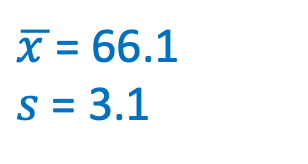 x̅ = 66.1
s = 3.1